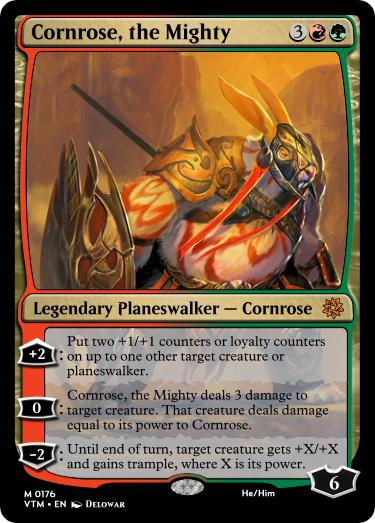 Cornrose, the Mighty 3
Legendary Planeswalker — Cornrose
+2: Put two +1/+1 counters or loyalty counters
on up to one other target creature or
planeswalker.
0: Cornrose, the Mighty deals 3 damage to
target creature. That creature deals damage
equal to its power to Cornrose.
-2: Until end of turn, target creature gets +X/+X
and gains trample, where X is its power.
6
M 0176 He/Him
VTM • EN DELOWAR